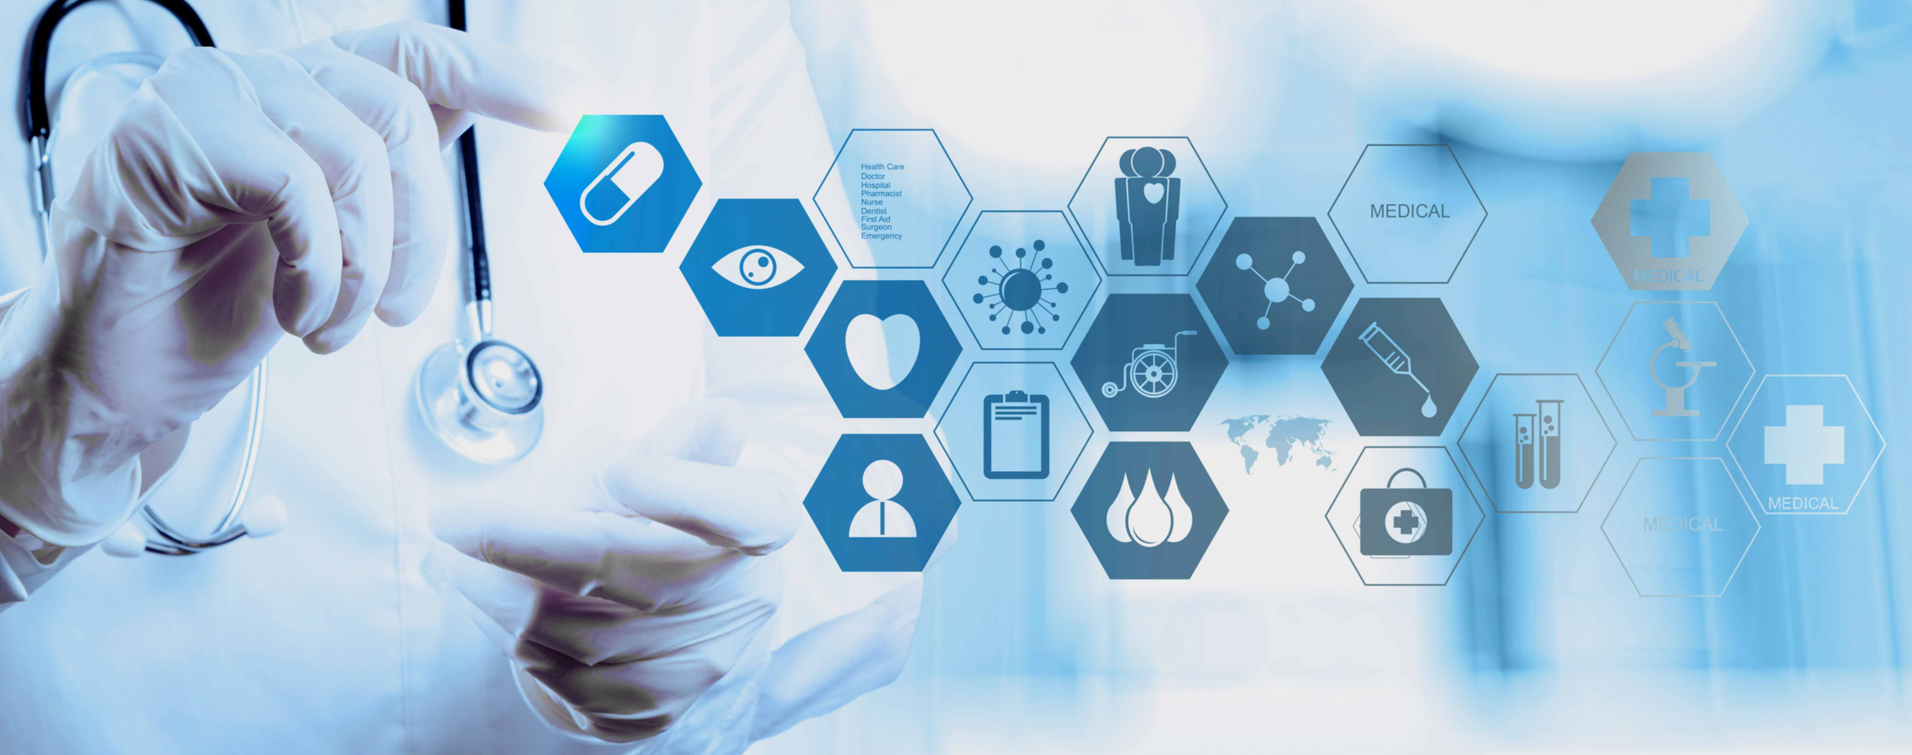 Health Care
Doctor
Hospital
Pharmacist
Nurse
Dentist
First Aid
Surgeon
Emergency
MEDICAL
MEDICAL
MEDICAL
MEDICAL